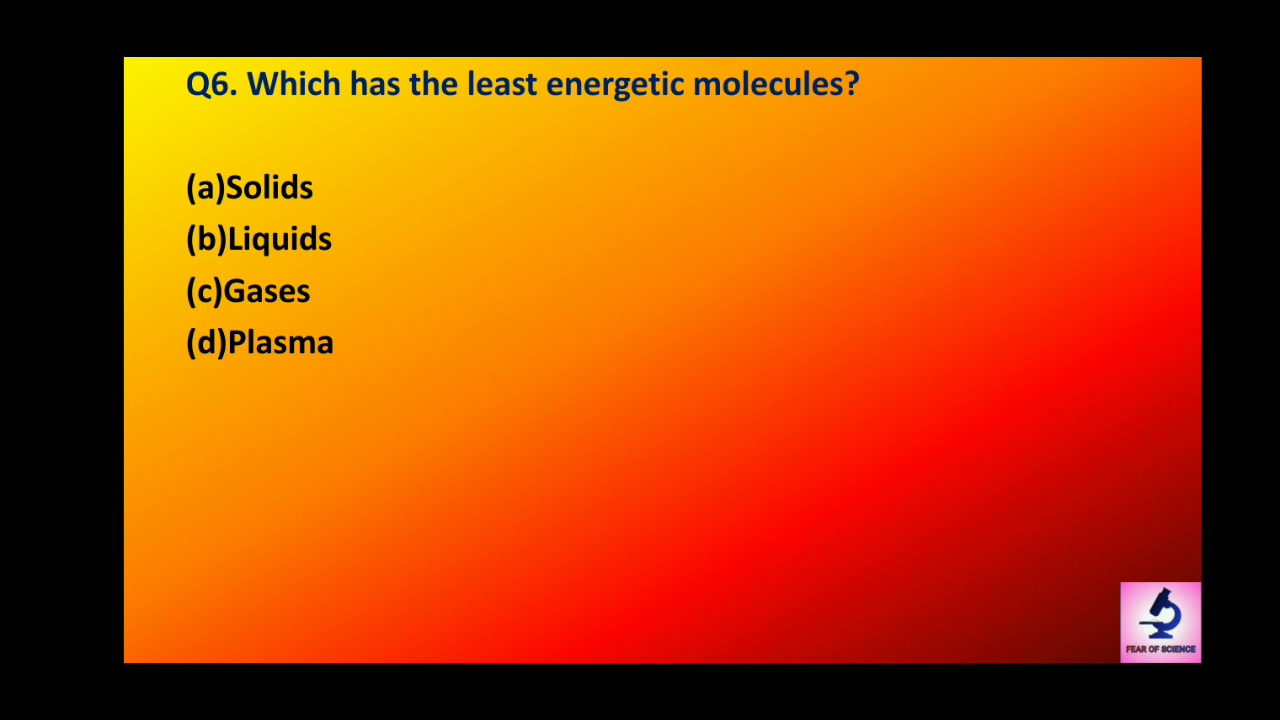 Q6. Which has the least energetic molecules?
(a)Solids
(b)Liquids
(c)Gases
(d)Plasma
FEAR OF SCIENCE